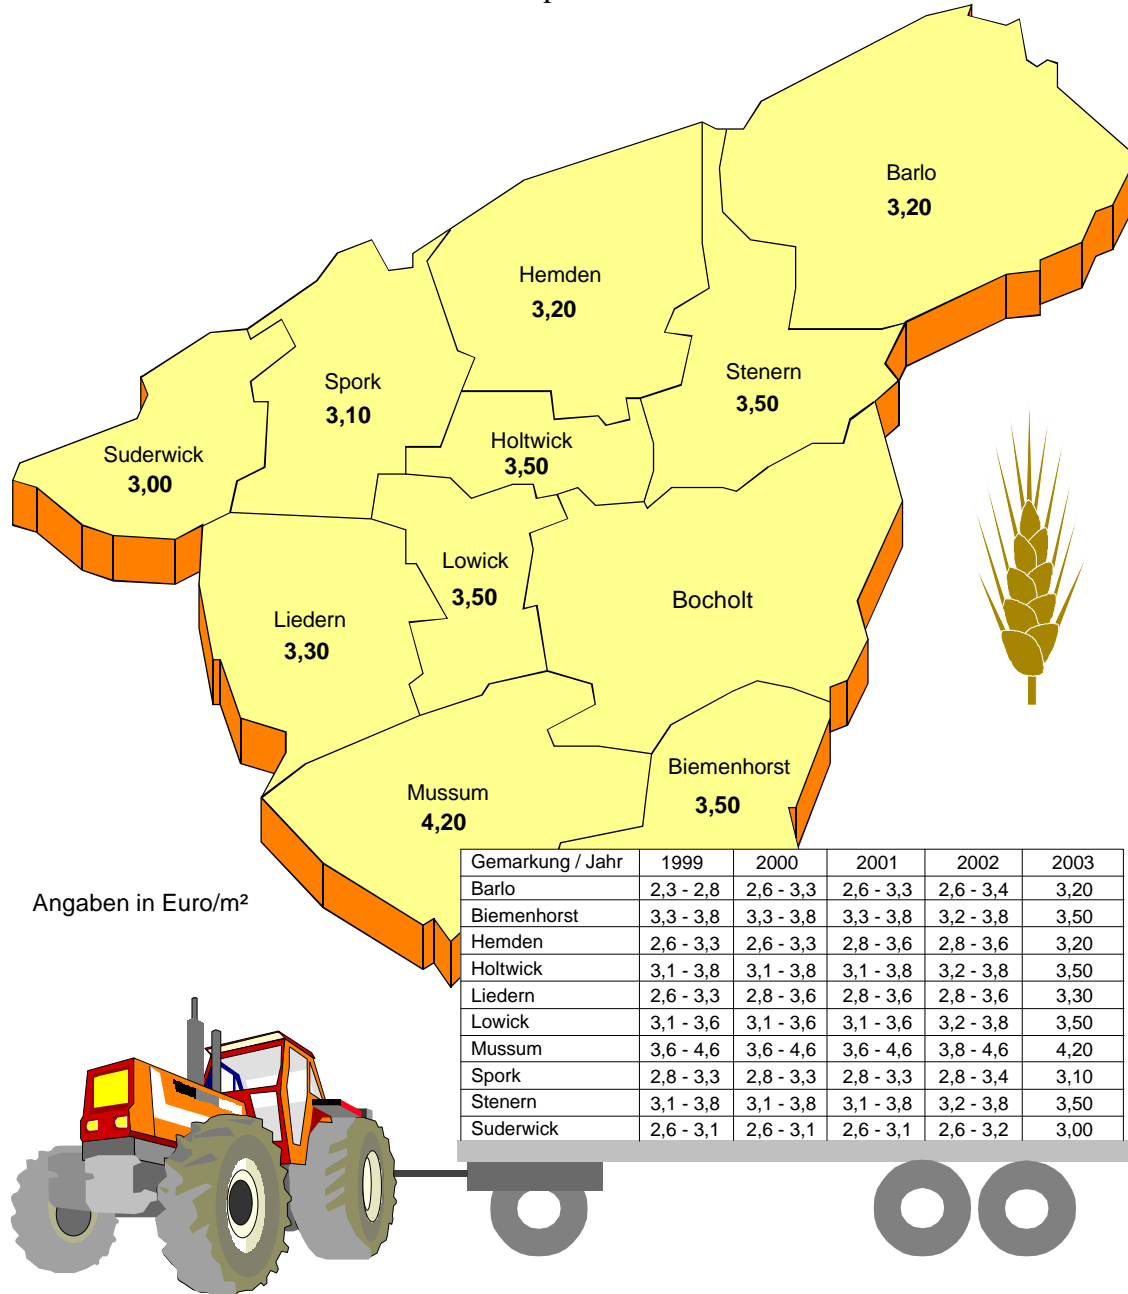 p
Barlo
3,20
Hemden
3,20
Stenern
3,50
Spork
3,10
Holtwick
3,50
Suderwick
3,00
Lowick
3,50
Bocholt
Liedern
3,30
Biemenhorst
3,50
Mussum
4,20
Angaben in Euro/m²
Gemarkung / Jahr 1999 2000 2001 2002 2003
Barlo 2,3 - 2,8 2,6 - 3,3 2,6 - 3,3 2,6 - 3,4 3,20
Biemenhorst 3,3 - 3,8 3,3 - 3,8 3,3 - 3,8 3,2 - 3,8 3,50
Hemden 2,6 - 3,3 2,6 - 3,3 2,8 - 3,6 2,8 - 3,6 3,20
Holtwick 3,1 - 3,8 3,1 - 3,8 3,1 - 3,8 3,2 - 3,8 3,50
Liedern 2,6 - 3,3 2,8 - 3,6 2,8 - 3,6 2,8 - 3,6 3,30
Lowick 3,1 - 3,6 3,1 - 3,6 3,1 - 3,6 3,2 - 3,8 3,50
Mussum 3,6 - 4,6 3,6 - 4,6 3,6 - 4,6 3,8 - 4,6 4,20
Spork 2,8 - 3,3 2,8 - 3,3 2,8 - 3,3 2,8 - 3,4 3,10
Stenern 3,1 - 3,8 3,1 - 3,8 3,1 - 3,8 3,2 - 3,8 3,50
Suderwick 2,6 - 3,1 2,6 - 3,1 2,6 - 3,1 2,6 - 3,2 3,00